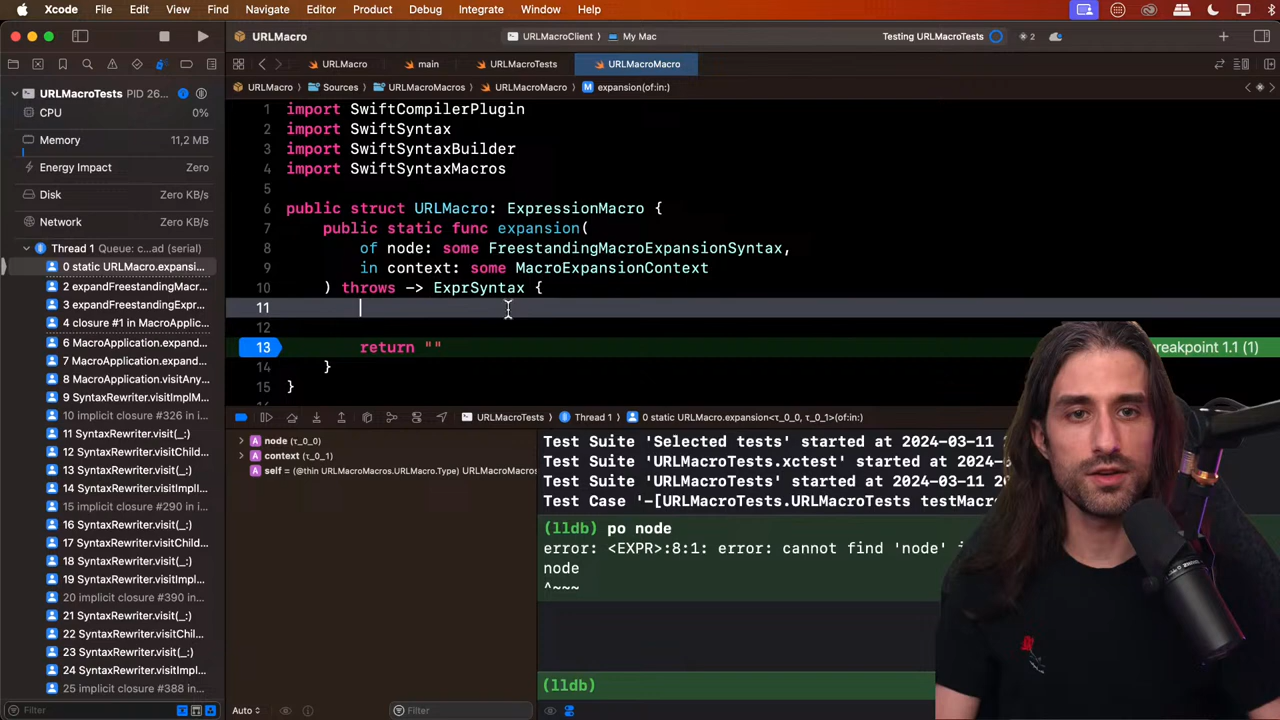 Xcode File Edit View Find Navigate Editor Product Debug Integrate Window Help
URLMacro URLMacroClient 〉 My Mac Testing URLMacroTests 2
URLMacro main URLMacroTests URLMacroMacro
URLMacro 〉 Sources 〉 URLMacroMacros 〉 URLMacroMacro 〉 M expansion(of:in:)
URLMacroTests PID 26...
CPU 0%
Memory 11,2 MB
Energy Impact Zero
Disk Zero KB/s
Network Zero KB/s
Thread 1 Queue: c...ad (serial)
0 static URLMacro.expansi...
2 expandFreestandingMacr...
3 expandFreestandingExpr...
4 closure #1 in MacroApplic...
6 MacroApplication.expand...
7 MacroApplication.expand...
8 MacroApplication.visitAny...
9 SyntaxRewriter.visitImplM...
10 implicit closure #326 in o...
11 SyntaxRewriter.visit(_:)
12 SyntaxRewriter.visitChild...
13 SyntaxRewriter.visit(_:)
14 SyntaxRewriter.visitImplI...
15 implicit closure #290 in o...
16 SyntaxRewriter.visit(_:)
17 SyntaxRewriter.visitChild...
18 SyntaxRewriter.visit(_:)
19 SyntaxRewriter.visitImpl...
20 implicit closure #390 in...
21 SyntaxRewriter.visit(_:)
22 SyntaxRewriter.visitChil...
23 SyntaxRewriter.visit(_:)
24 SyntaxRewriter.visitImpl...
25 implicit closure #388 in...
Filter
1 import SwiftCompilerPlugin
2 import SwiftSyntax
3 import SwiftSyntaxBuilder
4 import SwiftSyntaxMacros
5
6 public struct URLMacro: ExpressionMacro {
7 public static func expansion(
8 of node: some FreestandingMacroExpansionSyntax,
9 in context: some MacroExpansionContext
10 ) throws -> ExprSyntax {
11
12
13 return "" breakpoint 1.1 (1)
14 }
15 }
URLMacroTests 〉 Thread 1 〉 0 static URLMacro.expansion<τ_0_0, τ_0_1>(of:in:)
A node (τ_0_0)
A context (τ_0_1)
A self = (@thin URLMacroMacros.URLMacro.Type) URLMacroMacros
Auto Filter
Test Suite 'Selected tests' started at 2024-03-11
Test Suite 'URLMacroTests.xctest' started at 2024-03-11
Test Suite 'URLMacroTests' started at 2024-03-11
Test Case '-[URLMacroTests.URLMacroTests testMacro
(lldb) po node
error: <EXPR>:8:1: error: cannot find 'node'
node
^~~~
(lldb)